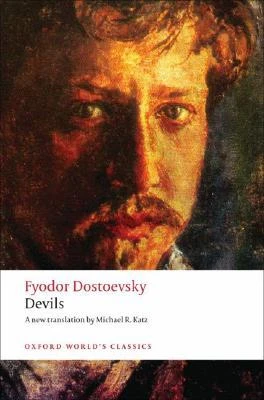 Fyodor Dostoevsky
Devils
A new translation by Michael R. Katz
OXFORD WORLD'S CLASSICS